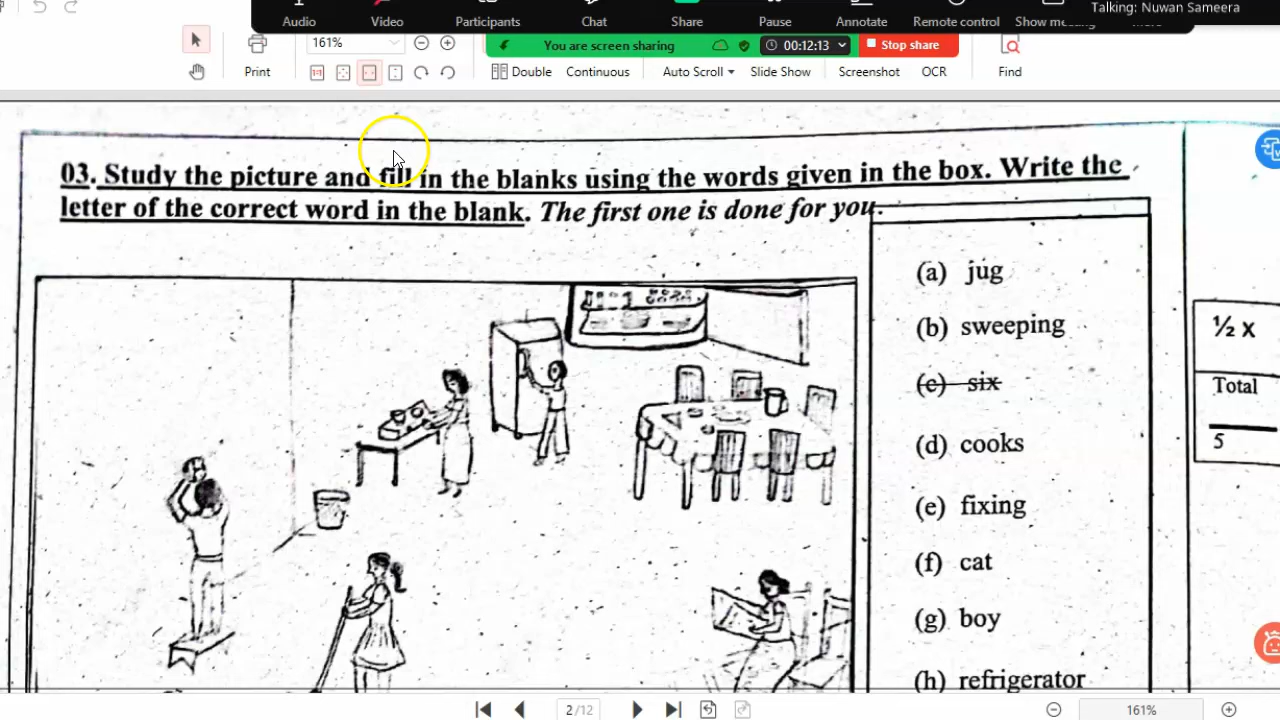 Talking: Nuwan Sameera
Audio Video Participants Chat Share Pause Annotate Remote control
161% You are screen sharing 00:12:13 Stop share
Print Double Continuous Auto Scroll Slide Show Screenshot OCR Find
03. Study the picture and fill in the blanks using the words given in the box. Write the
letter of the correct word in the blank. The first one is done for you.
(a) jug
(b) sweeping
(c) six
(d) cooks
(e) fixing
(f) cat
(g) boy
(h) refrigerator
½ x
Total
5
2/12 161%